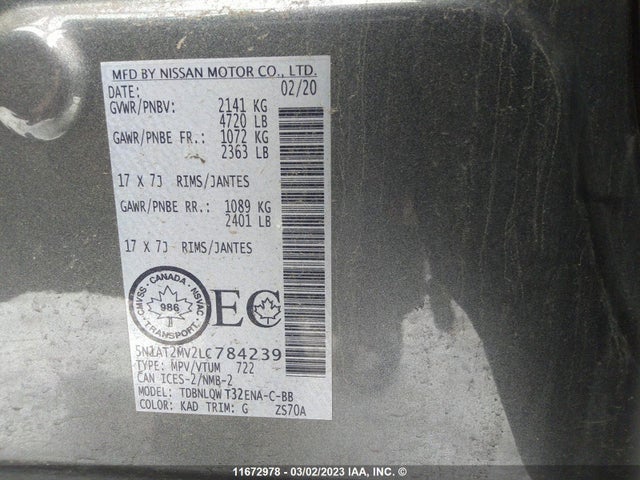 MFD BY NISSAN MOTOR CO., LTD.
DATE: 02/20
GVWR/PNBV: 2141 KG
4720 LB
GAWR/PNBE FR.: 1072 KG
2363 LB
17 X 7J RIMS/JANTES
GAWR/PNBE RR.: 1089 KG
2401 LB
17 X 7J RIMS/JANTES
CMVSS · CANADA · NSVAC
986
B
TRANSPORT
EC
5N1AT2MV2LC784239
TYPE: MPV/VTUM 722
CAN ICES-2/NMB-2
MODEL: TDBNLQW T32ENA-C-BB
COLOR: KAD TRIM: G ZS70A
11672978 - 03/02/2023 IAA, INC. ©